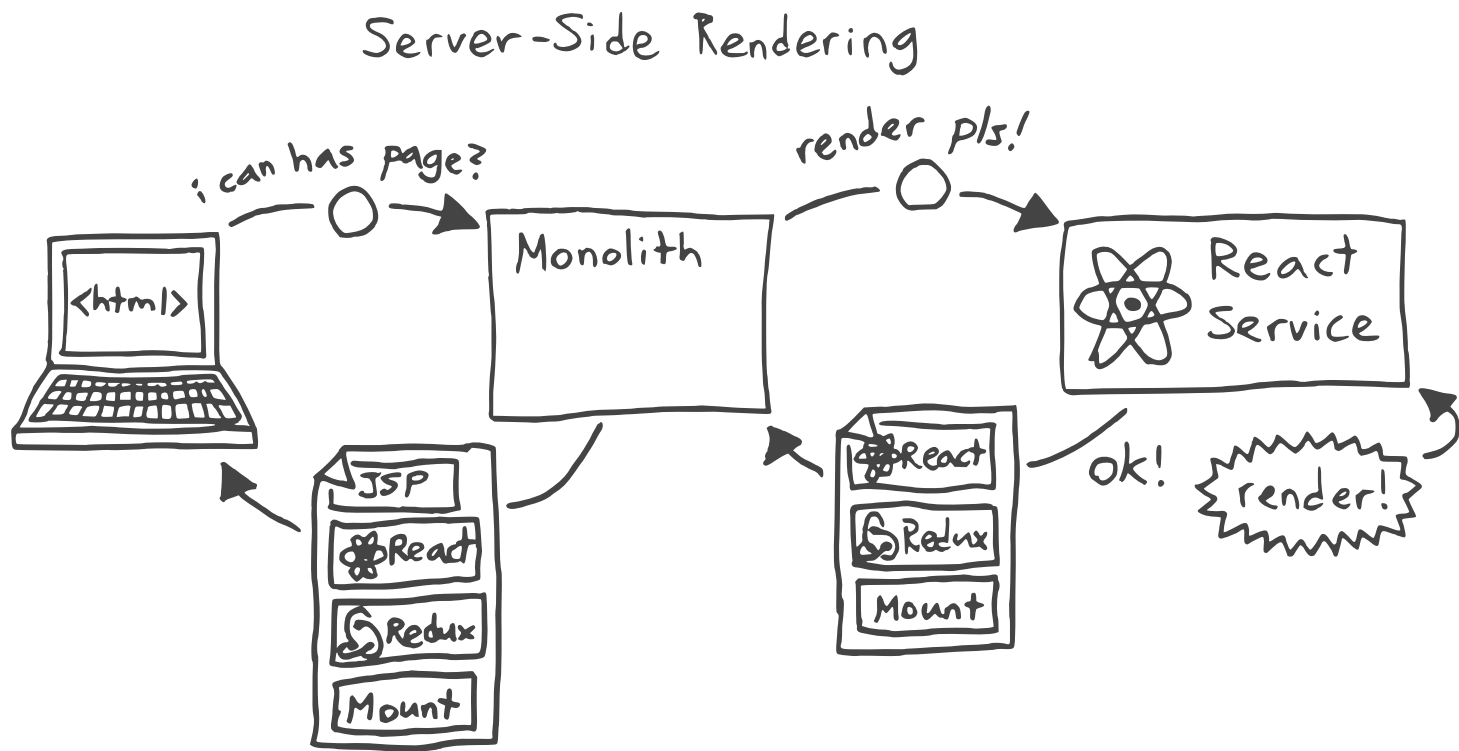 Server-Side Rendering
i can has page?
render pls!
<html>
Monolith
React
Service
JSP
React
Redux
Mount
React
Redux
Mount
ok!
render!